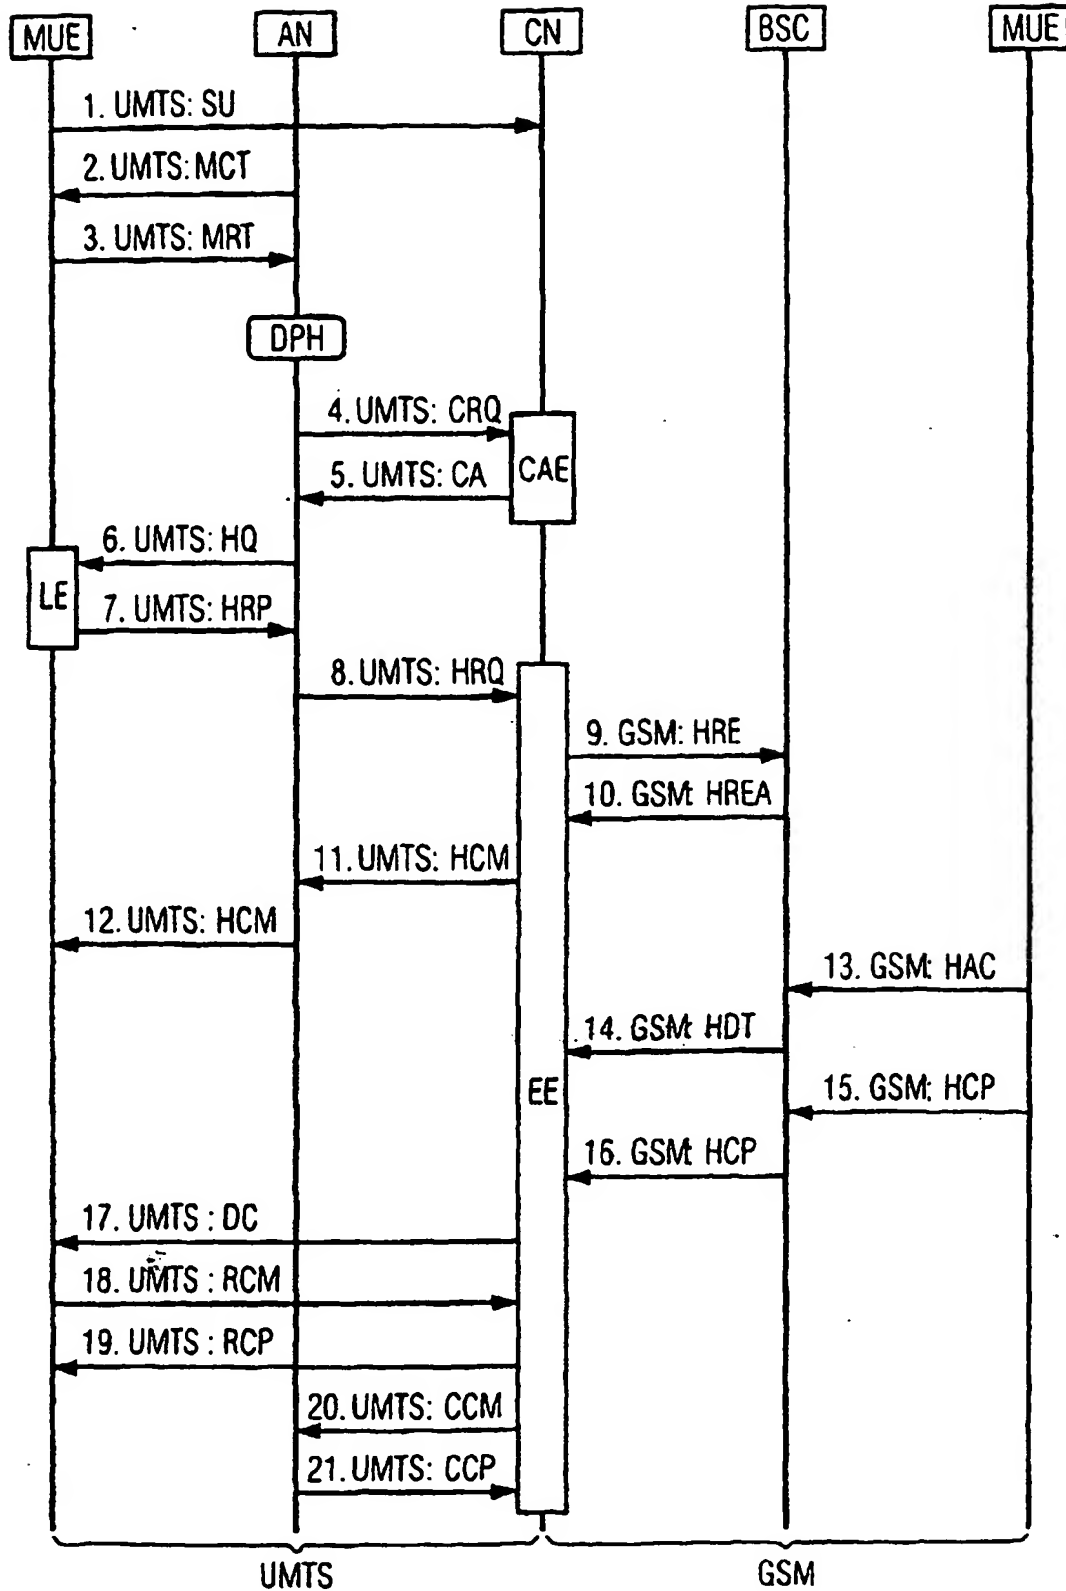 MUE AN CN BSC MUE
1. UMTS: SU
2. UMTS: MCT
3. UMTS: MRT
DPH
4. UMTS: CRQ
CAE
5. UMTS: CA
6. UMTS: HQ
LE
7. UMTS: HRP
8. UMTS: HRQ
9. GSM: HRE
10. GSM: HREA
11. UMTS: HCM
12. UMTS: HCM
13. GSM: HAC
14. GSM: HDT
EE
15. GSM: HCP
16. GSM: HCP
17. UMTS : DC
18. UMTS : RCM
19. UMTS : RCP
20. UMTS: CCM
21. UMTS: CCP
UMTS GSM